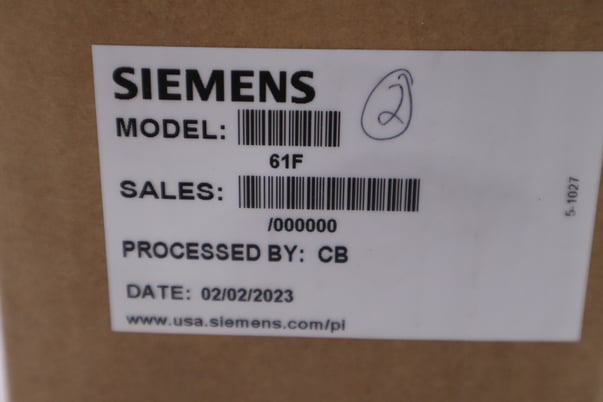 SIEMENS
2
MODEL:
61F
SALES:
/000000
PROCESSED BY: CB
DATE: 02/02/2023
www.usa.siemens.com/pi
5-1027